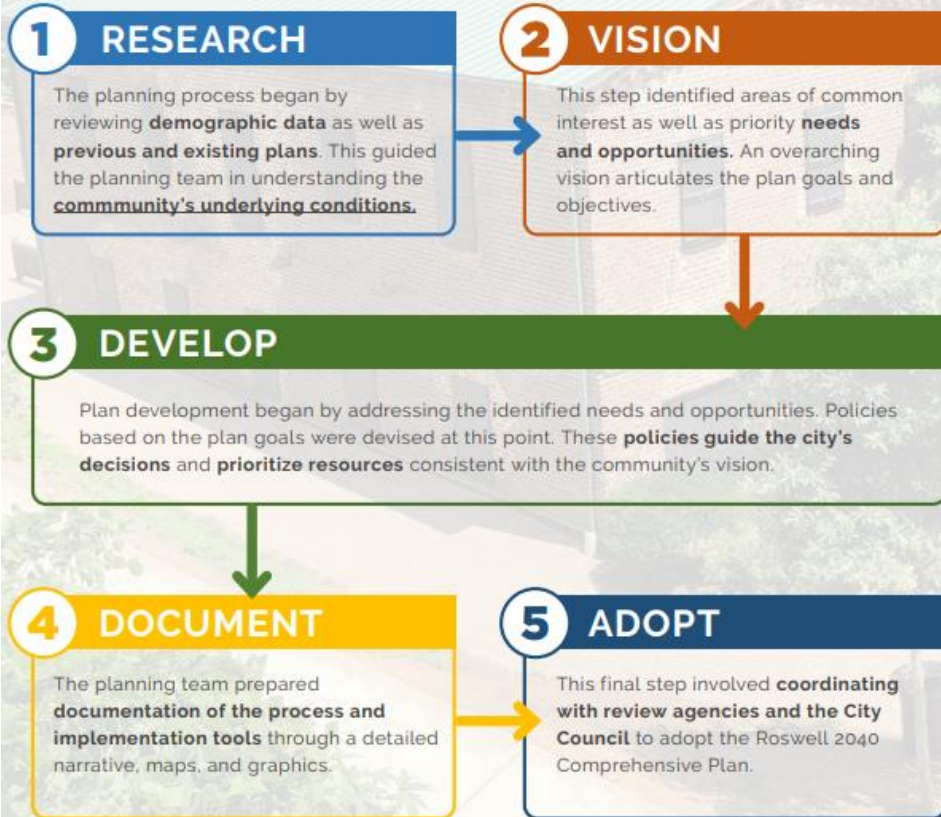 1 RESEARCH
The planning process began by
reviewing demographic data as well as
previous and existing plans. This guided
the planning team in understanding the
commmunity's underlying conditions.
2 VISION
This step identified areas of common
interest as well as priority needs
and opportunities. An overarching
vision articulates the plan goals and
objectives.
3 DEVELOP
Plan development began by addressing the identified needs and opportunities. Policies
based on the plan goals were devised at this point. These policies guide the city's
decisions and prioritize resources consistent with the community's vision.
4 DOCUMENT
The planning team prepared
documentation of the process and
implementation tools through a detailed
narrative, maps, and graphics.
5 ADOPT
This final step involved coordinating
with review agencies and the City
Council to adopt the Roswell 2040
Comprehensive Plan.